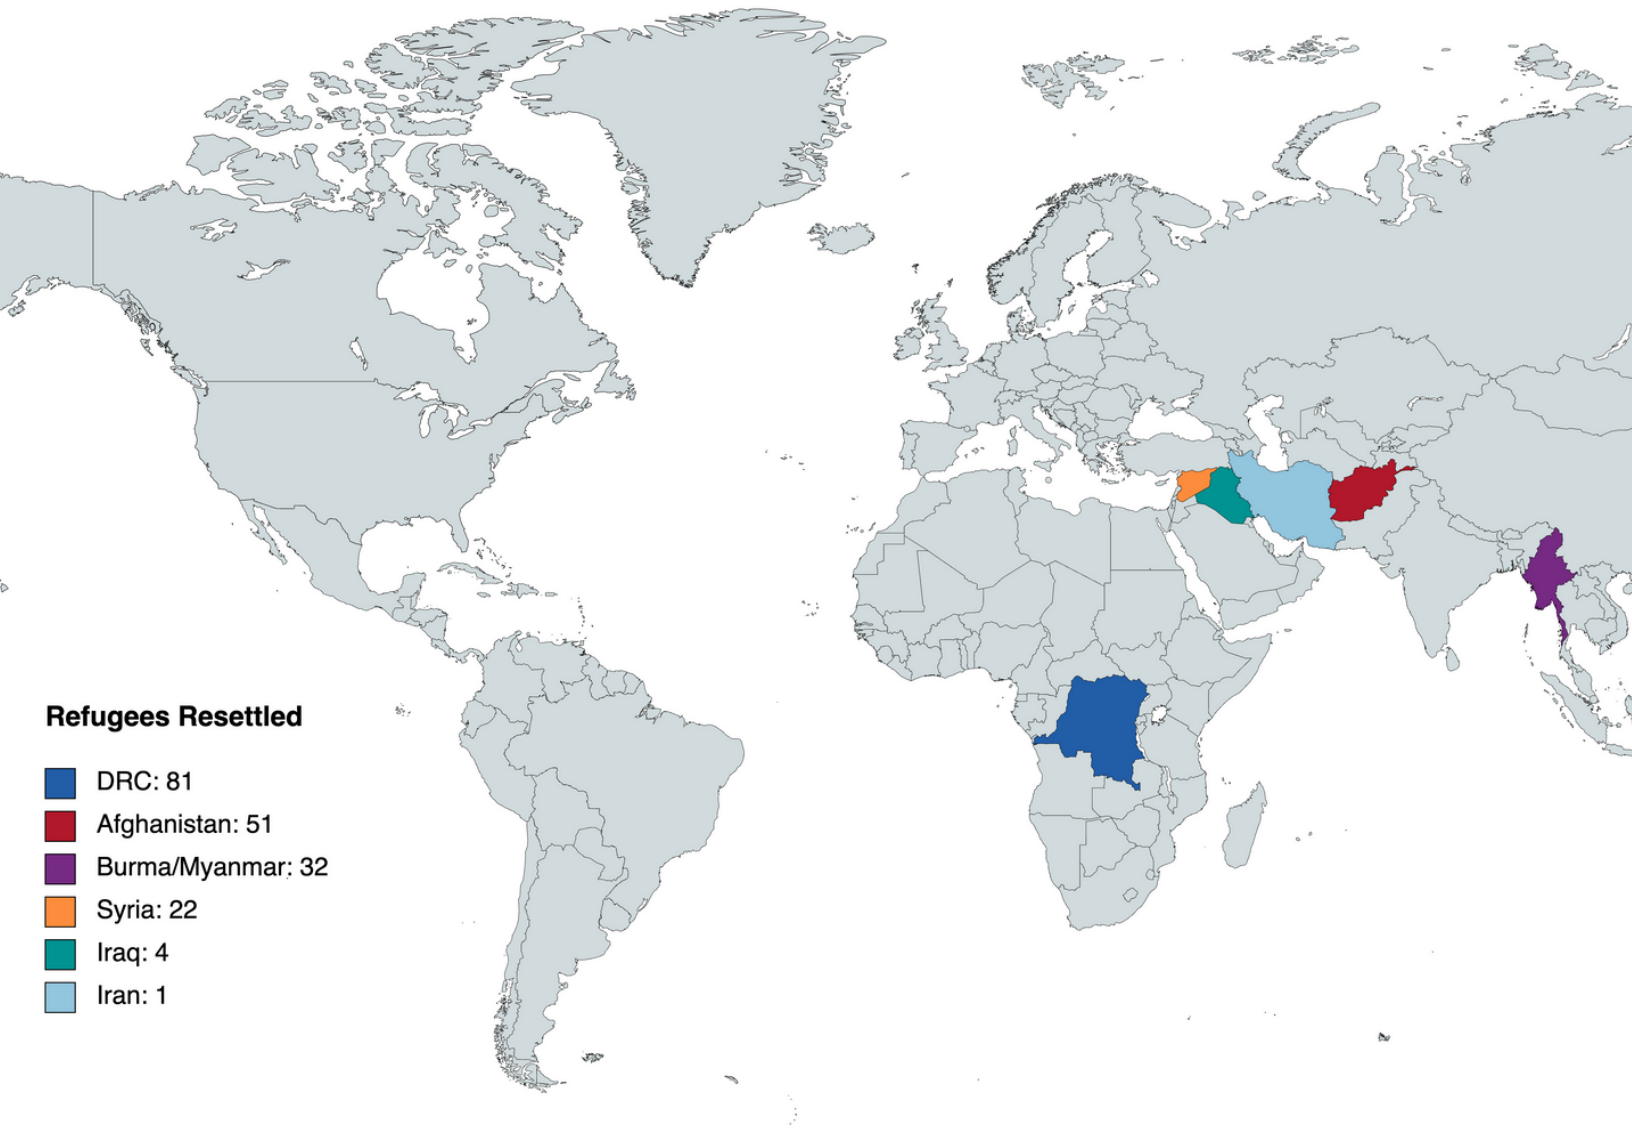 Refugees Resettled
DRC: 81
Afghanistan: 51
Burma/Myanmar: 32
Syria: 22
Iraq: 4
Iran: 1